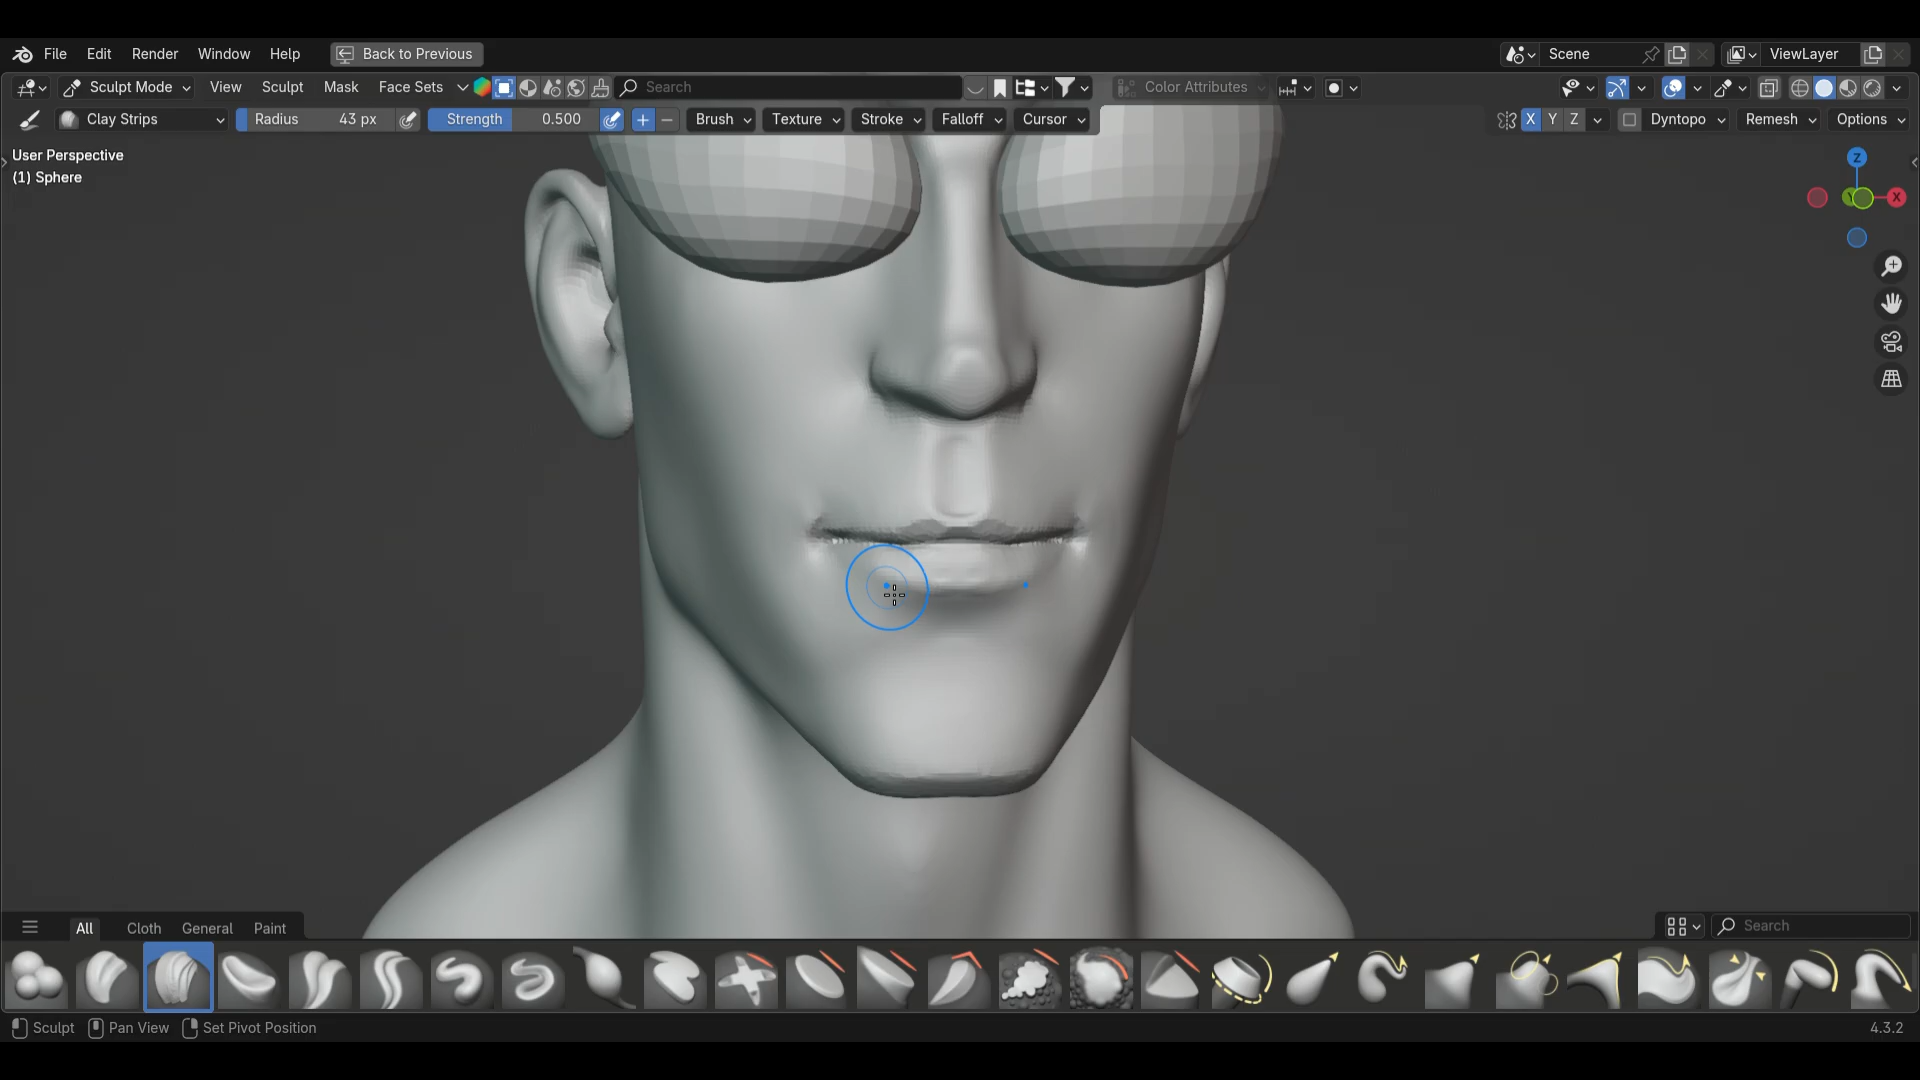 File Edit Render Window Help Back to Previous Scene ViewLayer
Sculpt Mode View Sculpt Mask Face Sets Search Color Attributes
Clay Strips Radius 43 px Strength 0.500 + − Brush Texture Stroke Falloff Cursor X Y Z Dyntopo Remesh Options
User Perspective
(1) Sphere
Z
X
All Cloth General Paint Search
Sculpt Pan View Set Pivot Position 4.3.2